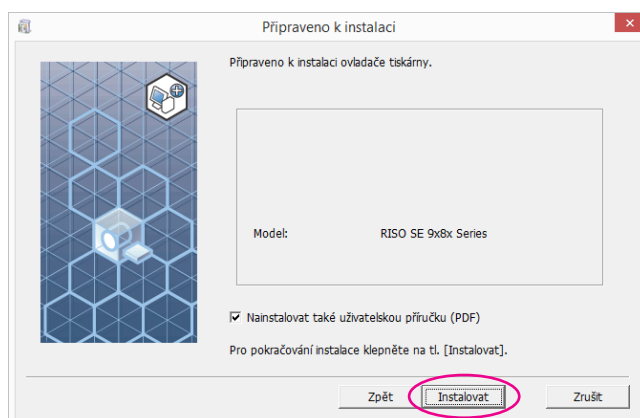 Připraveno k instalaci
Připraveno k instalaci ovladače tiskárny.
Model: RISO SE 9x8x Series
Nainstalovat také uživatelskou příručku (PDF)
Pro pokračování instalace klepněte na tl. [Instalovat].
Zpět Instalovat Zrušit